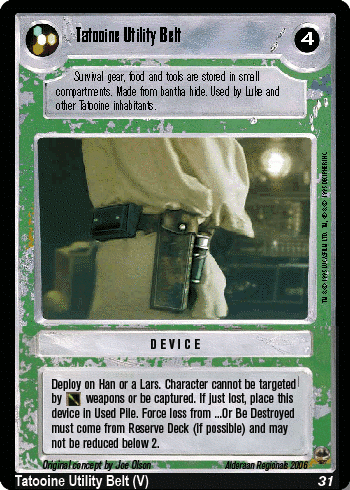 Tatooine Utility Belt
4
Survival gear, food and tools are stored in small
compartments. Made from bantha hide. Used by Luke and
other Tatooine inhabitants.
DEVICE
Deploy on Han or a Lars. Character cannot be targeted
by weapons or be captured. If just lost, place this
device in Used Pile. Force loss from ...Or Be Destroyed
must come from Reserve Deck (if possible) and may
not be reduced below 2.
Original concept by Joe Olson
Alderaan Regionals 2006
Tatooine Utility Belt (V)
31